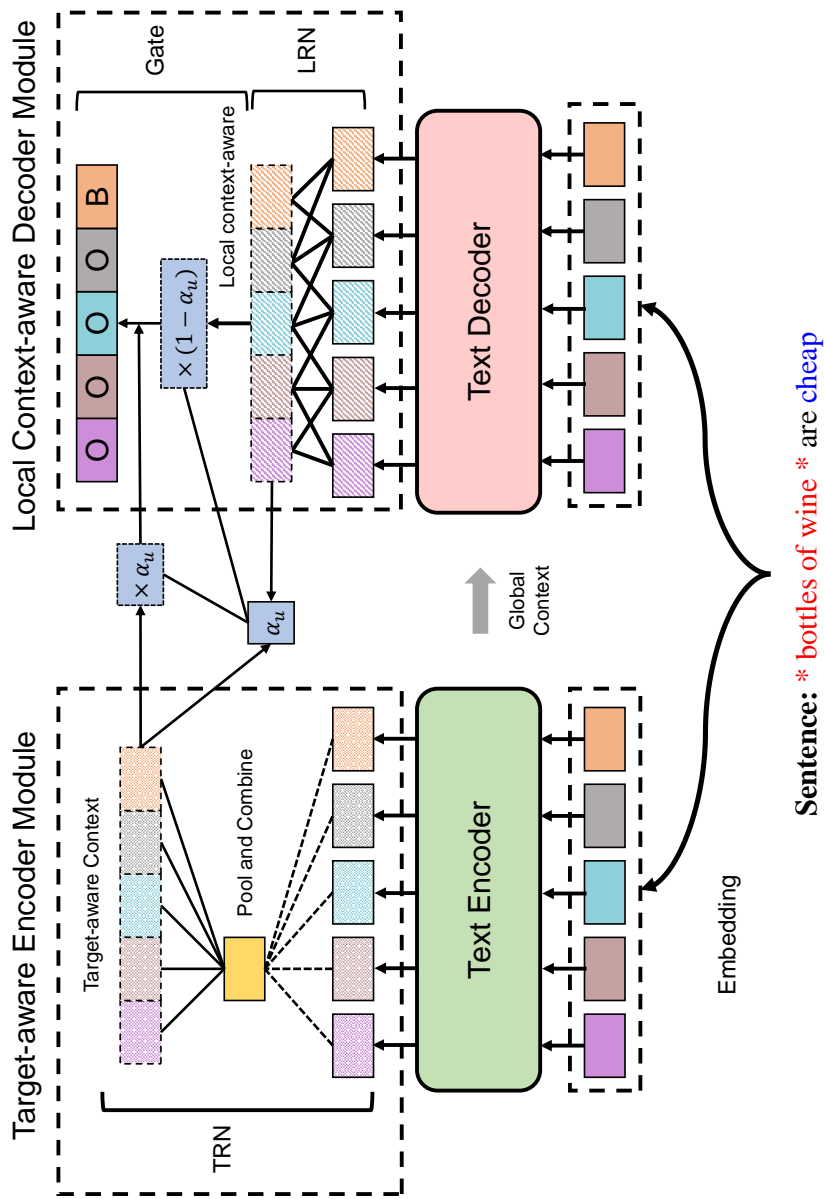 Target-aware Encoder Module
Local Context-aware Decoder Module
TRN
Target-aware Context
Pool and Combine
Text Encoder
Embedding
× α_u
α_u
Global
Context
O O O O B
× (1 − α_u)
Local context-aware
Gate
LRN
Text Decoder
Sentence: * bottles of wine * are cheap